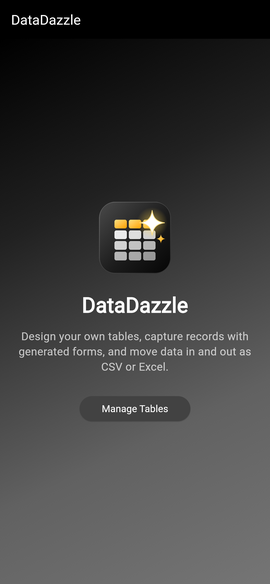 DataDazzle
DataDazzle
Design your own tables, capture records with
generated forms, and move data in and out as
CSV or Excel.
Manage Tables